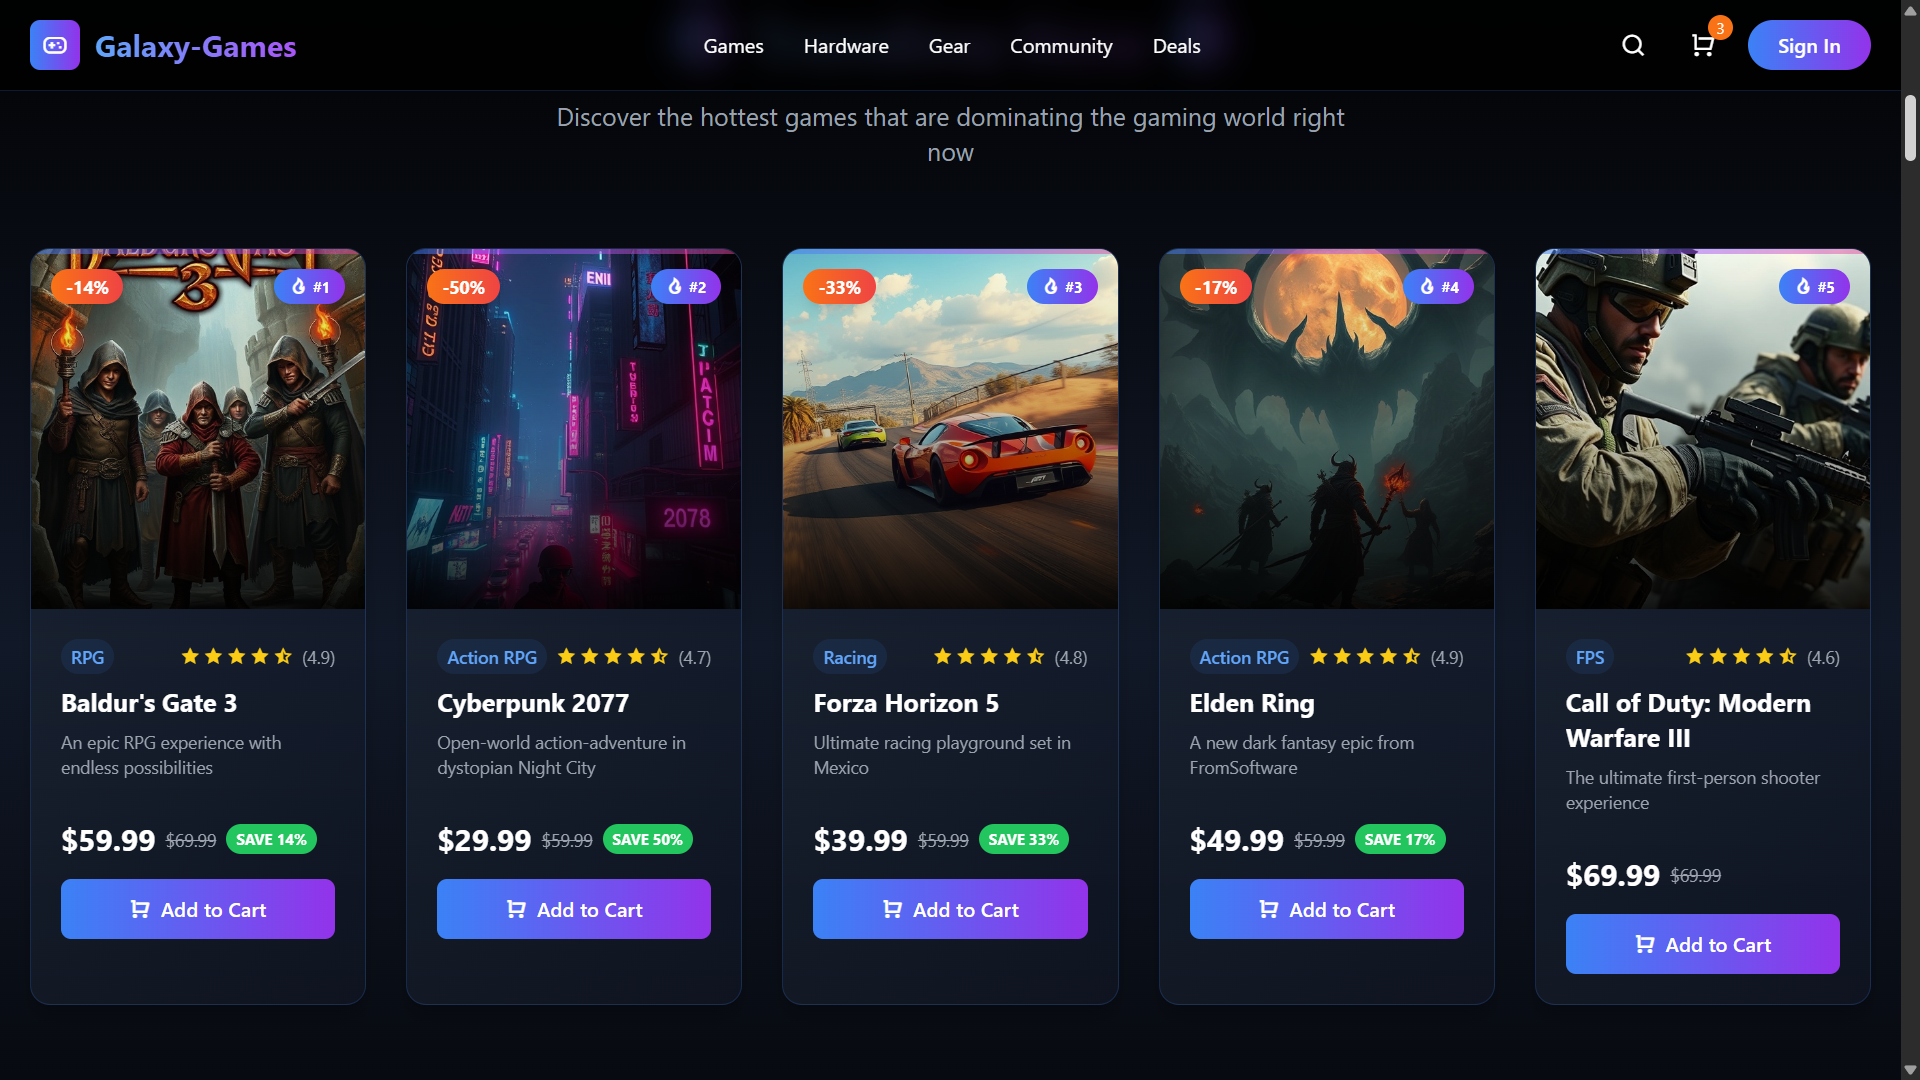 Galaxy-Games
Games
Hardware
Gear
Community
Deals
3
Sign In
Discover the hottest games that are dominating the gaming world right
now
-14%
#1
3
RPG
(4.9)
Baldur's Gate 3
An epic RPG experience with
endless possibilities
$59.99 $69.99 SAVE 14%
Add to Cart
-50%
#2
ENII
2078
Action RPG
(4.7)
Cyberpunk 2077
Open-world action-adventure in
dystopian Night City
$29.99 $59.99 SAVE 50%
Add to Cart
-33%
#3
Racing
(4.8)
Forza Horizon 5
Ultimate racing playground set in
Mexico
$39.99 $59.99 SAVE 33%
Add to Cart
-17%
#4
Action RPG
(4.9)
Elden Ring
A new dark fantasy epic from
FromSoftware
$49.99 $59.99 SAVE 17%
Add to Cart
#5
FPS
(4.6)
Call of Duty: Modern
Warfare III
The ultimate first-person shooter
experience
$69.99 $69.99
Add to Cart